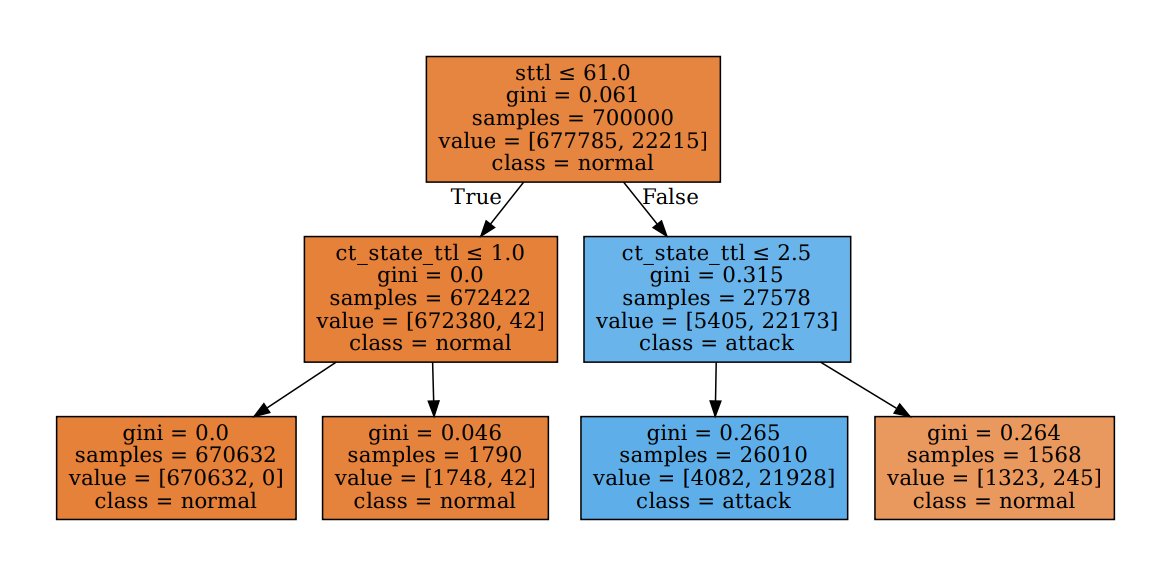 sttl ≤ 61.0
gini = 0.061
samples = 700000
value = [677785, 22215]
class = normal
True
False
ct_state_ttl ≤ 1.0
gini = 0.0
samples = 672422
value = [672380, 42]
class = normal
ct_state_ttl ≤ 2.5
gini = 0.315
samples = 27578
value = [5405, 22173]
class = attack
gini = 0.0
samples = 670632
value = [670632, 0]
class = normal
gini = 0.046
samples = 1790
value = [1748, 42]
class = normal
gini = 0.265
samples = 26010
value = [4082, 21928]
class = attack
gini = 0.264
samples = 1568
value = [1323, 245]
class = normal